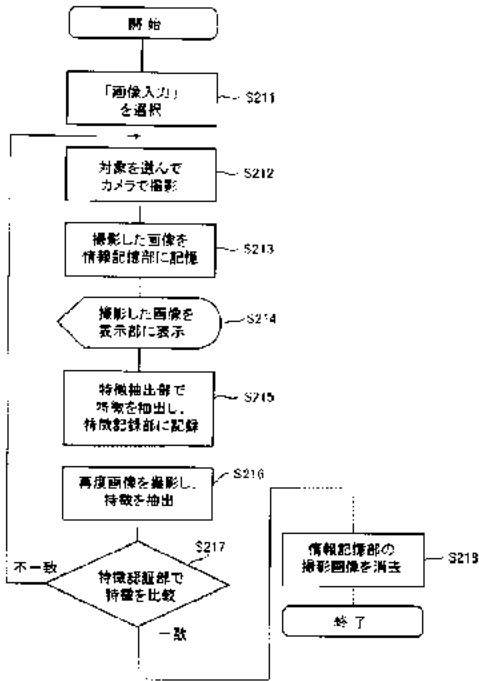 開始
「画像入力」
を選択
S211
対象を選んで
カメラで撮影
S212
撮影した画像を
情報記憶部に記憶
S213
撮影した画像を
表示部に表示
S214
特徴抽出部で
特徴を抽出し、
特徴記録部に記録
S215
再度画像を撮影し、
特徴を抽出
S216
特徴認証部で
特徴を比較
S217
不一致
一致
情報記憶部の
撮影画像を消去
S218
終了